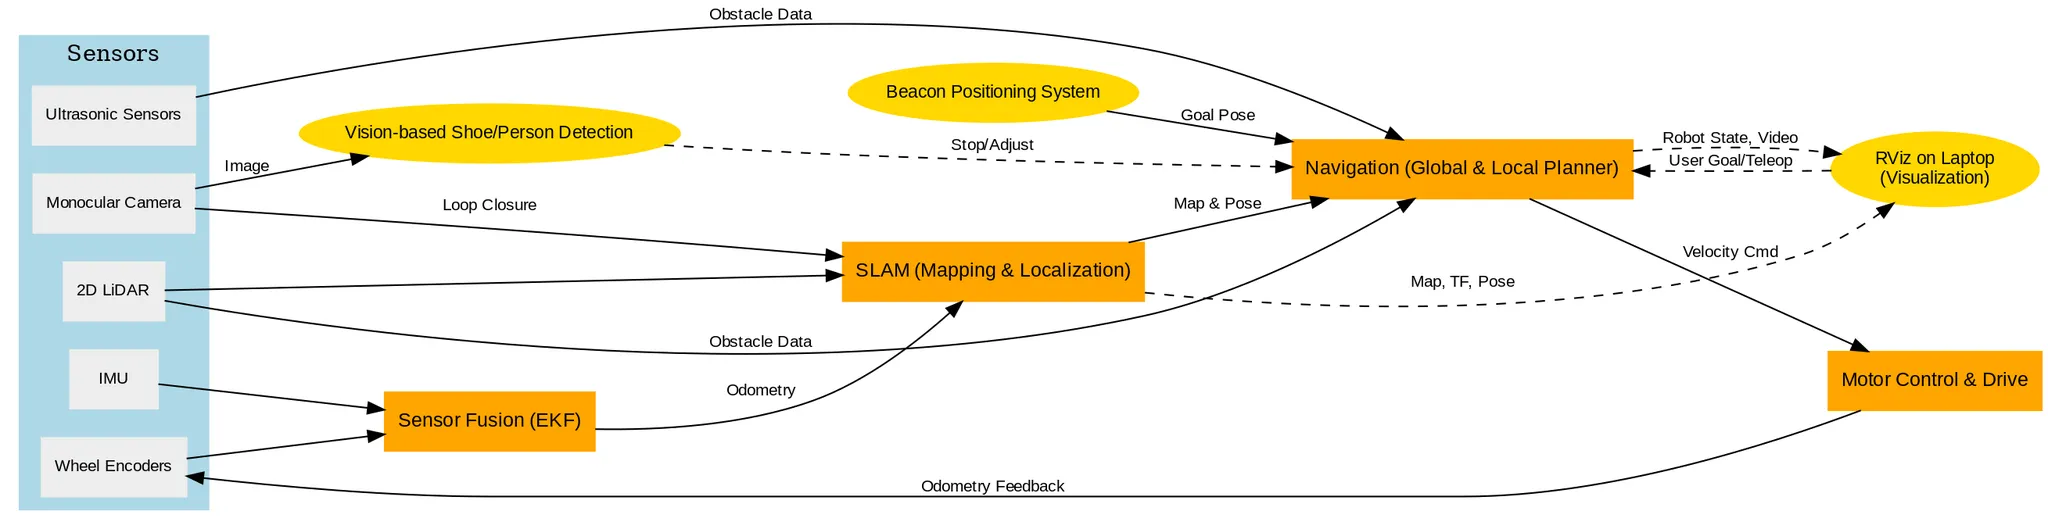 Sensors
Ultrasonic Sensors
Monocular Camera
2D LiDAR
IMU
Wheel Encoders
Obstacle Data
Image
Vision-based Shoe/Person Detection
Beacon Positioning System
Goal Pose
Stop/Adjust
Loop Closure
Navigation (Global & Local Planner)
Robot State, Video
User Goal/Teleop
RViz on Laptop
(Visualization)
Map & Pose
SLAM (Mapping & Localization)
Map, TF, Pose
Velocity Cmd
Obstacle Data
Odometry
Sensor Fusion (EKF)
Motor Control & Drive
Odometry Feedback